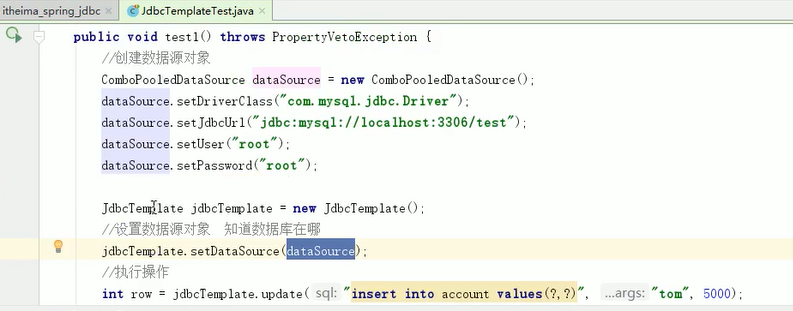 itheima_spring_jdbc × JdbcTemplateTest.java ×
public void test1() throws PropertyVetoException {
//创建数据源对象
ComboPooledDataSource dataSource = new ComboPooledDataSource();
dataSource.setDriverClass("com.mysql.jdbc.Driver");
dataSource.setJdbcUrl("jdbc:mysql://localhost:3306/test");
dataSource.setUser("root");
dataSource.setPassword("root");
JdbcTemplate jdbcTemplate = new JdbcTemplate();
//设置数据源对象 知道数据库在哪
jdbcTemplate.setDataSource(dataSource);
//执行操作
int row = jdbcTemplate.update( sql: "insert into account values(?,?)", ...args: "tom", 5000);